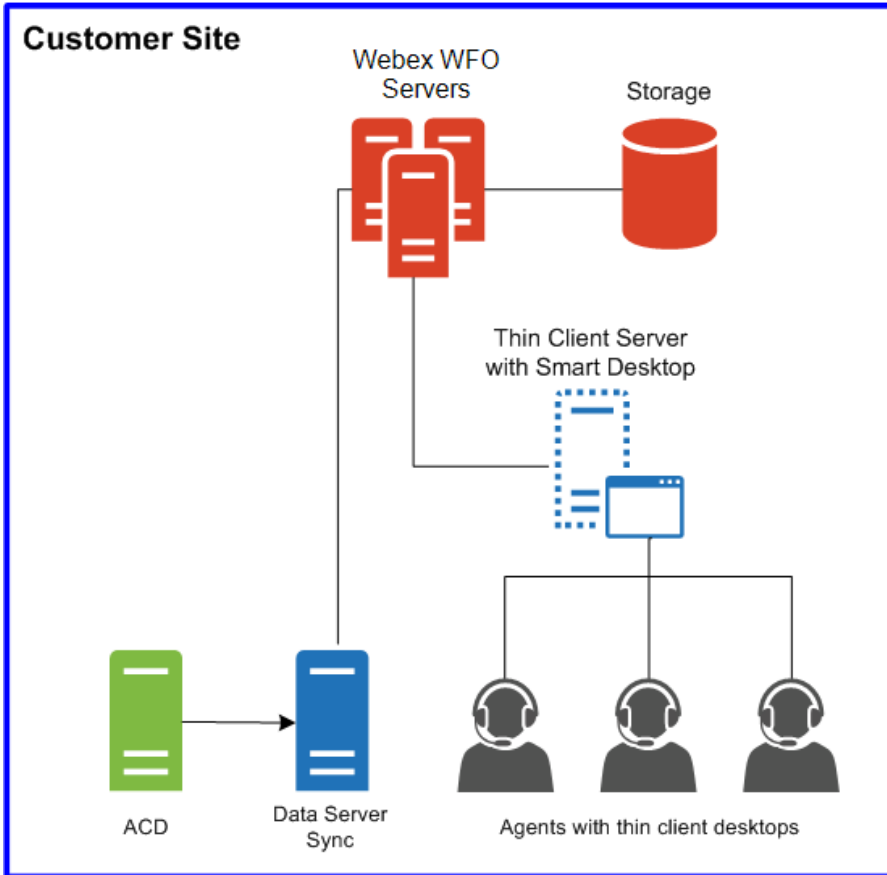 Customer Site
Webex WFO
Servers
Storage
Thin Client Server
with Smart Desktop
ACD
Data Server
Sync
Agents with thin client desktops